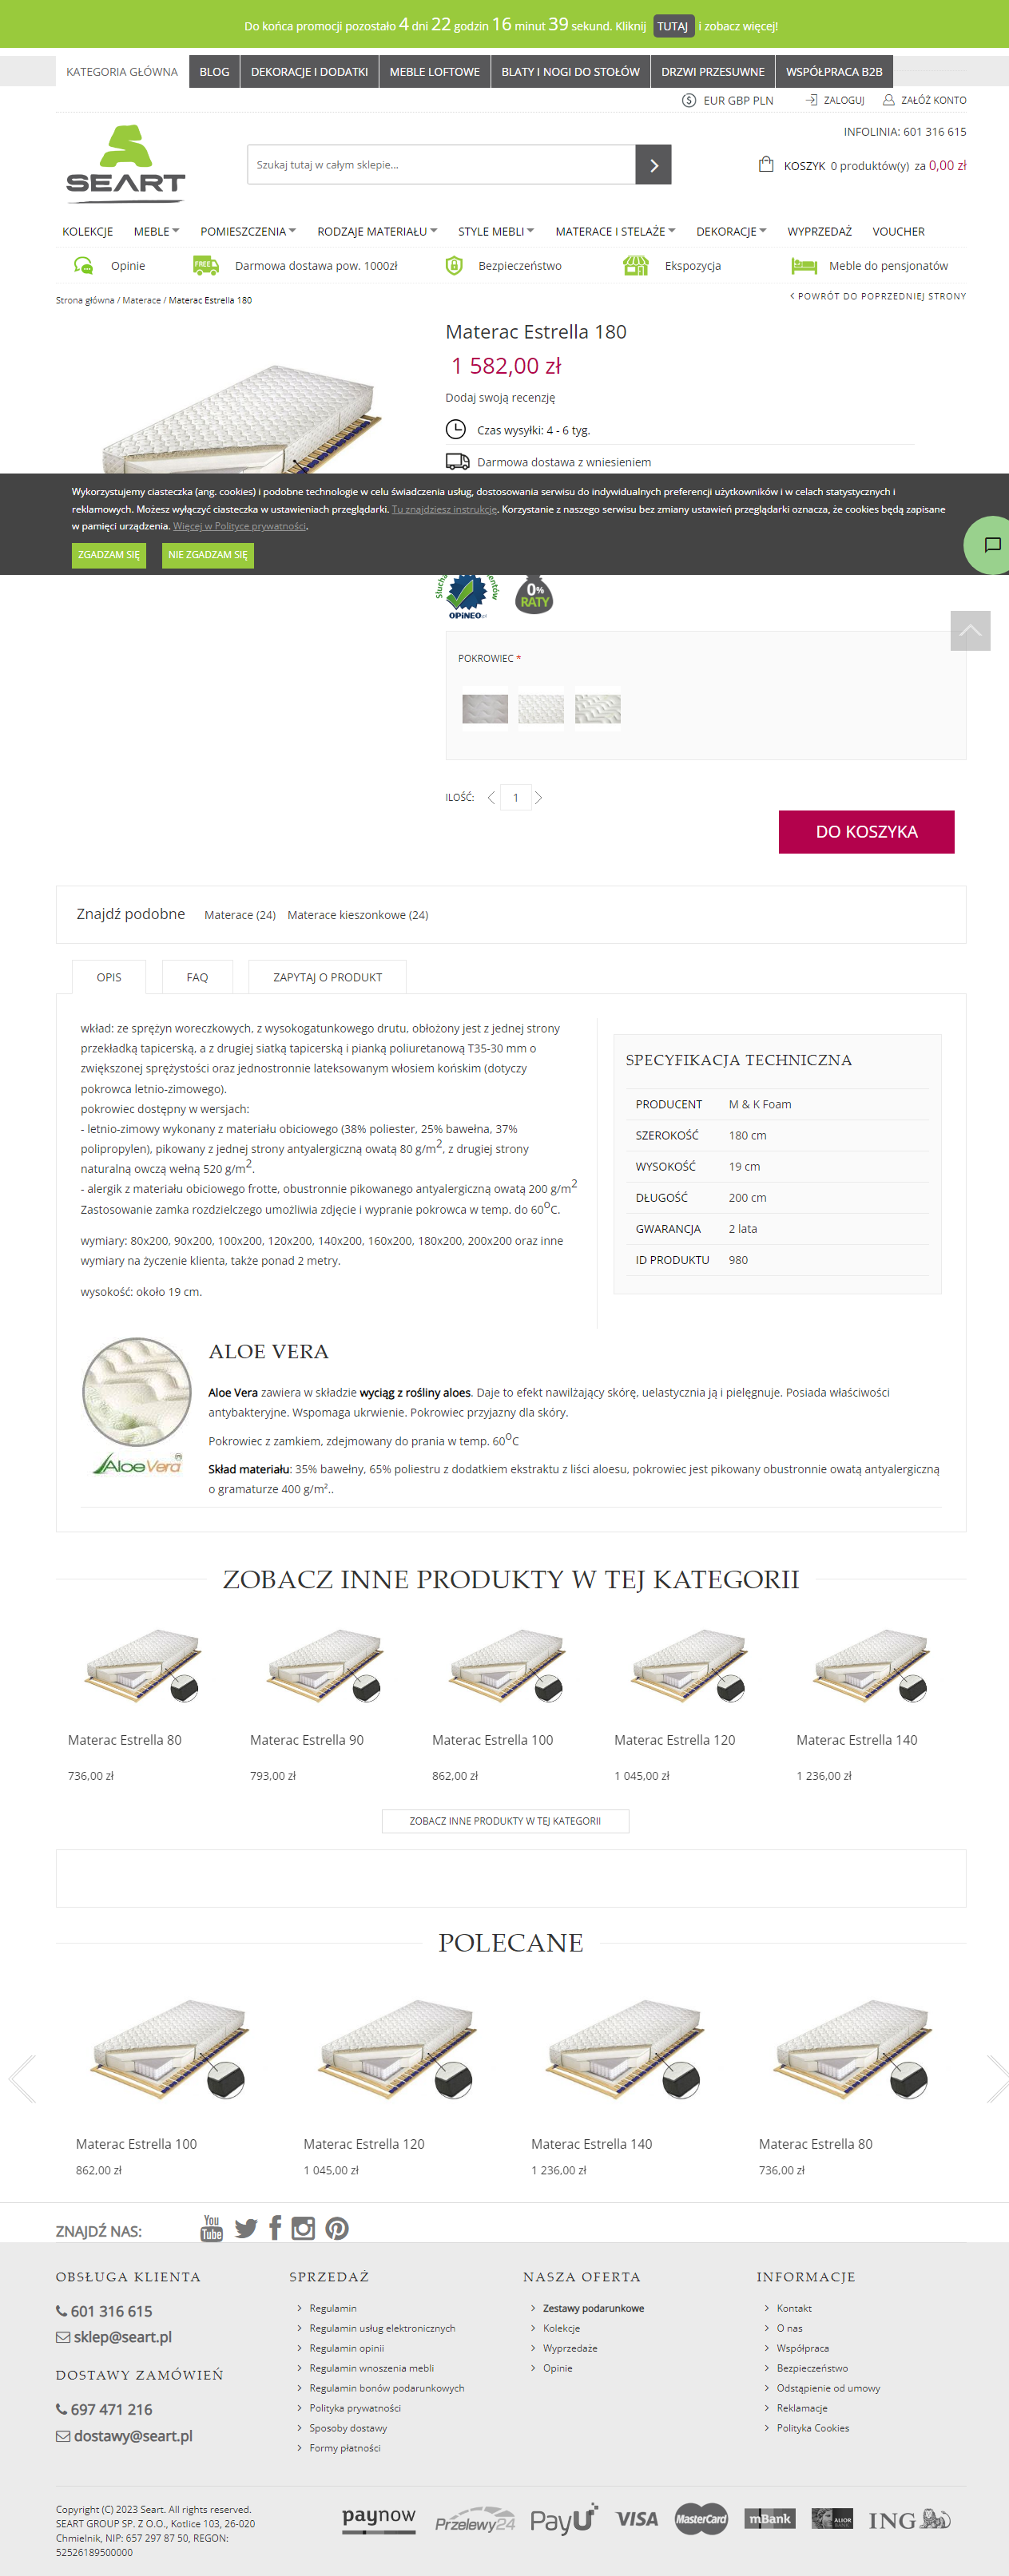 Do końca promocji pozostało 4 dni 22 godzin 16 minut 39 sekund. Kliknij TUTAJ i zobacz więcej!
KATEGORIA GŁÓWNA BLOG DEKORACJE I DODATKI MEBLE LOFTOWE BLATY I NOGI DO STOŁÓW DRZWI PRZESUWNE WSPÓŁPRACA B2B
EUR GBP PLN ZALOGUJ ZAŁÓŻ KONTO
INFOLINIA: 601 316 615
SEART
Szukaj tutaj w całym sklepie...
KOSZYK 0 produktów(y) za 0,00 zł
KOLEKCJE MEBLE POMIESZCZENIA RODZAJE MATERIAŁU STYLE MEBLI MATERACE I STELAŻE DEKORACJE WYPRZEDAŻ VOUCHER
Opinie FREE Darmowa dostawa pow. 1000zł Bezpieczeństwo Ekspozycja Meble do pensjonatów
Strona główna / Materace / Materac Estrella 180
POWRÓT DO POPRZEDNIEJ STRONY
Materac Estrella 180
1 582,00 zł
Dodaj swoją recenzję
Czas wysyłki: 4 - 6 tyg.
Darmowa dostawa z wniesieniem
Wykorzystujemy ciasteczka (ang. cookies) i podobne technologie w celu świadczenia usług, dostosowania serwisu do indywidualnych preferencji użytkowników i w celach statystycznych i
reklamowych. Możesz wyłączyć ciasteczka w ustawieniach przeglądarki. Tu znajdziesz instrukcję. Korzystanie z naszego serwisu bez zmiany ustawień przeglądarki oznacza, że cookies będą zapisane
w pamięci urządzenia. Więcej w Polityce prywatności.
ZGADZAM SIĘ NIE ZGADZAM SIĘ
OPINEO.pl
0% RATY
POKROWIEC *
ILOŚĆ: 1
DO KOSZYKA
Znajdź podobne Materace (24) Materace kieszonkowe (24)
OPIS FAQ ZAPYTAJ O PRODUKT
wkład: ze sprężyn woreczkowych, z wysokogatunkowego drutu, obłożony jest z jednej strony
przekładką tapicerską, a z drugiej siatką tapicerską i pianką poliuretanową T35-30 mm o
zwiększonej sprężystości oraz jednostronnie lateksowanym włosiem końskim (dotyczy
pokrowca letnio-zimowego).
pokrowiec dostępny w wersjach:
- letnio-zimowy wykonany z materiału obiciowego (38% poliester, 25% bawełna, 37%
polipropylen), pikowany z jednej strony antyalergiczną owatą 80 g/m2, z drugiej strony
naturalną owczą wełną 520 g/m2.
- alergik z materiału obiciowego frotte, obustronnie pikowanego antyalergiczną owatą 200 g/m2
Zastosowanie zamka rozdzielczego umożliwia zdjęcie i wypranie pokrowca w temp. do 60oC.
wymiary: 80x200, 90x200, 100x200, 120x200, 140x200, 160x200, 180x200, 200x200 oraz inne
wymiary na życzenie klienta, także ponad 2 metry.
wysokość: około 19 cm.
SPECYFIKACJA TECHNICZNA
PRODUCENT M & K Foam
SZEROKOŚĆ 180 cm
WYSOKOŚĆ 19 cm
DŁUGOŚĆ 200 cm
GWARANCJA 2 lata
ID PRODUKTU 980
AloeVera
ALOE VERA
Aloe Vera zawiera w składzie wyciąg z rośliny aloes. Daje to efekt nawilżający skórę, uelastycznia ją i pielęgnuje. Posiada właściwości
antybakteryjne. Wspomaga ukrwienie. Pokrowiec przyjazny dla skóry.
Pokrowiec z zamkiem, zdejmowany do prania w temp. 60oC
Skład materiału: 35% bawełny, 65% poliestru z dodatkiem ekstraktu z liści aloesu, pokrowiec jest pikowany obustronnie owatą antyalergiczną
o gramaturze 400 g/m²..
ZOBACZ INNE PRODUKTY W TEJ KATEGORII
Materac Estrella 80 Materac Estrella 90 Materac Estrella 100 Materac Estrella 120 Materac Estrella 140
736,00 zł 793,00 zł 862,00 zł 1 045,00 zł 1 236,00 zł
ZOBACZ INNE PRODUKTY W TEJ KATEGORII
POLECANE
Materac Estrella 100 Materac Estrella 120 Materac Estrella 140 Materac Estrella 80
862,00 zł 1 045,00 zł 1 236,00 zł 736,00 zł
ZNAJDŹ NAS: You Tube
OBSŁUGA KLIENTA
601 316 615
sklep@seart.pl
DOSTAWY ZAMÓWIEŃ
697 471 216
dostawy@seart.pl
SPRZEDAŻ
Regulamin
Regulamin usług elektronicznych
Regulamin opinii
Regulamin wnoszenia mebli
Regulamin bonów podarunkowych
Polityka prywatności
Sposoby dostawy
Formy płatności
NASZA OFERTA
Zestawy podarunkowe
Kolekcje
Wyprzedaże
Opinie
INFORMACJE
Kontakt
O nas
Współpraca
Bezpieczeństwo
Odstąpienie od umowy
Reklamacje
Polityka Cookies
Copyright (C) 2023 Seart. All rights reserved.
SEART GROUP SP. Z O.O., Kotlice 103, 26-020
Chmielnik, NIP: 657 297 87 50, REGON:
52526189500000
paynow Przelewy24 PayU VISA MasterCard mBank ALIOR BANK ING